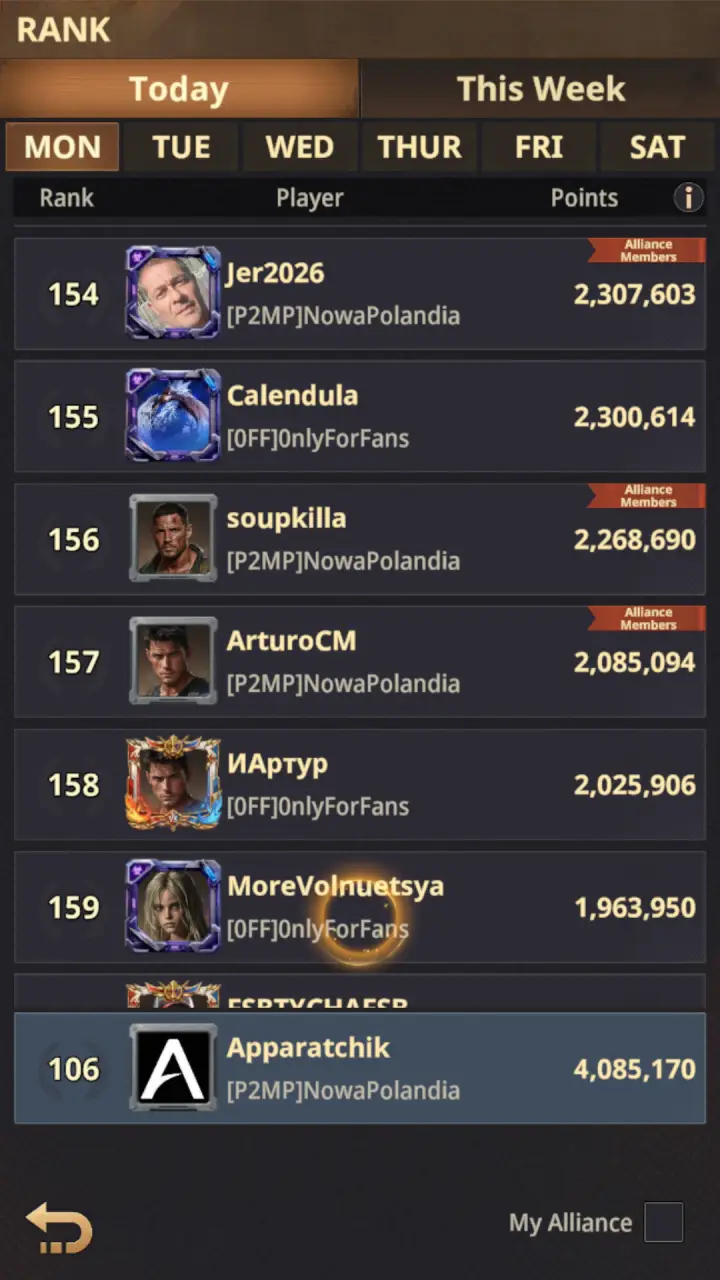 RANK
Today
This Week
MON TUE WED THUR FRI SAT
Rank Player Points i
Alliance
Members
154 Jer2026 2,307,603
[P2MP]NowaPolandia
155 Calendula 2,300,614
[0FF]0nlyForFans
Alliance
Members
156 soupkilla 2,268,690
[P2MP]NowaPolandia
Alliance
Members
157 ArturoCM 2,085,094
[P2MP]NowaPolandia
158 ИАртур 2,025,906
[0FF]0nlyForFans
159 MoreVolnuetsya 1,963,950
[0FF]0nlyForFans
106 Apparatchik 4,085,170
[P2MP]NowaPolandia
My Alliance